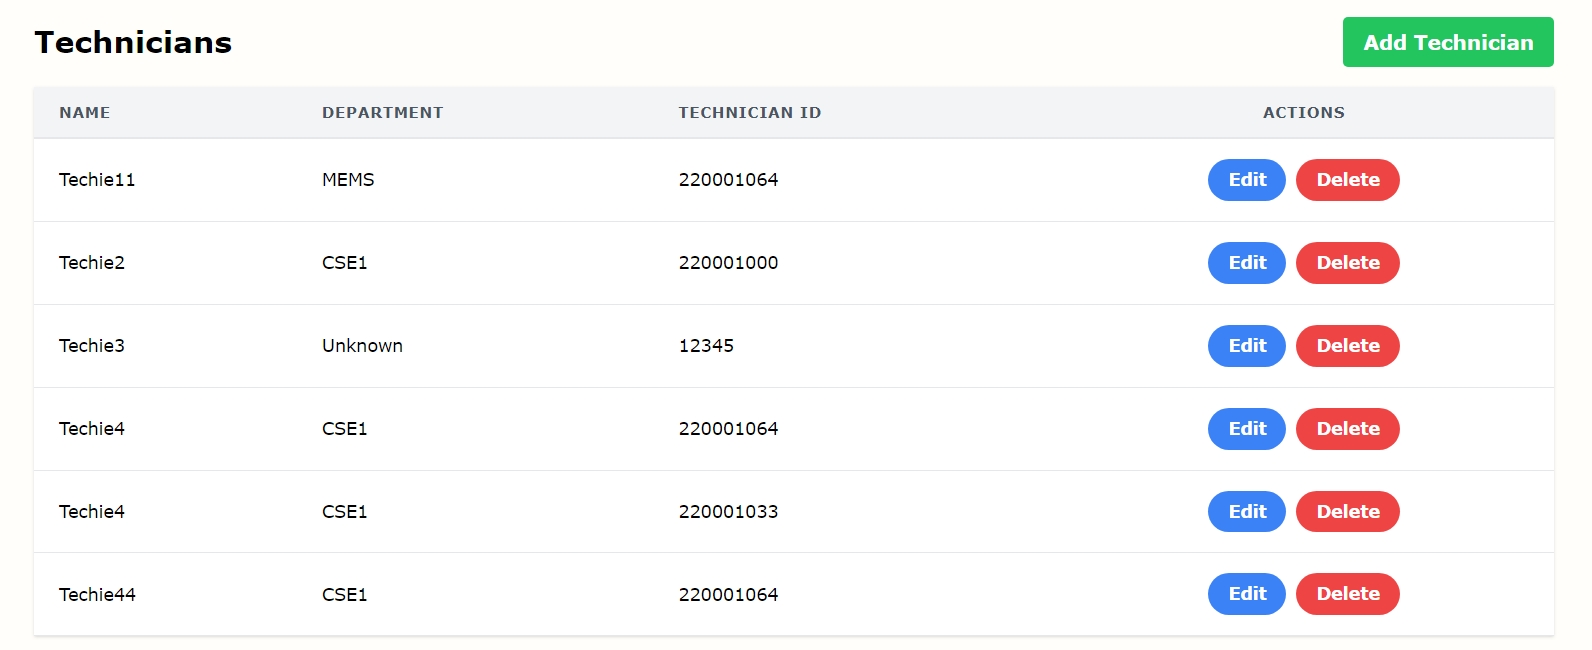 Technicians Add Technician
NAME DEPARTMENT TECHNICIAN ID ACTIONS
Techie11 MEMS 220001064 Edit Delete
Techie2 CSE1 220001000 Edit Delete
Techie3 Unknown 12345 Edit Delete
Techie4 CSE1 220001064 Edit Delete
Techie4 CSE1 220001033 Edit Delete
Techie44 CSE1 220001064 Edit Delete